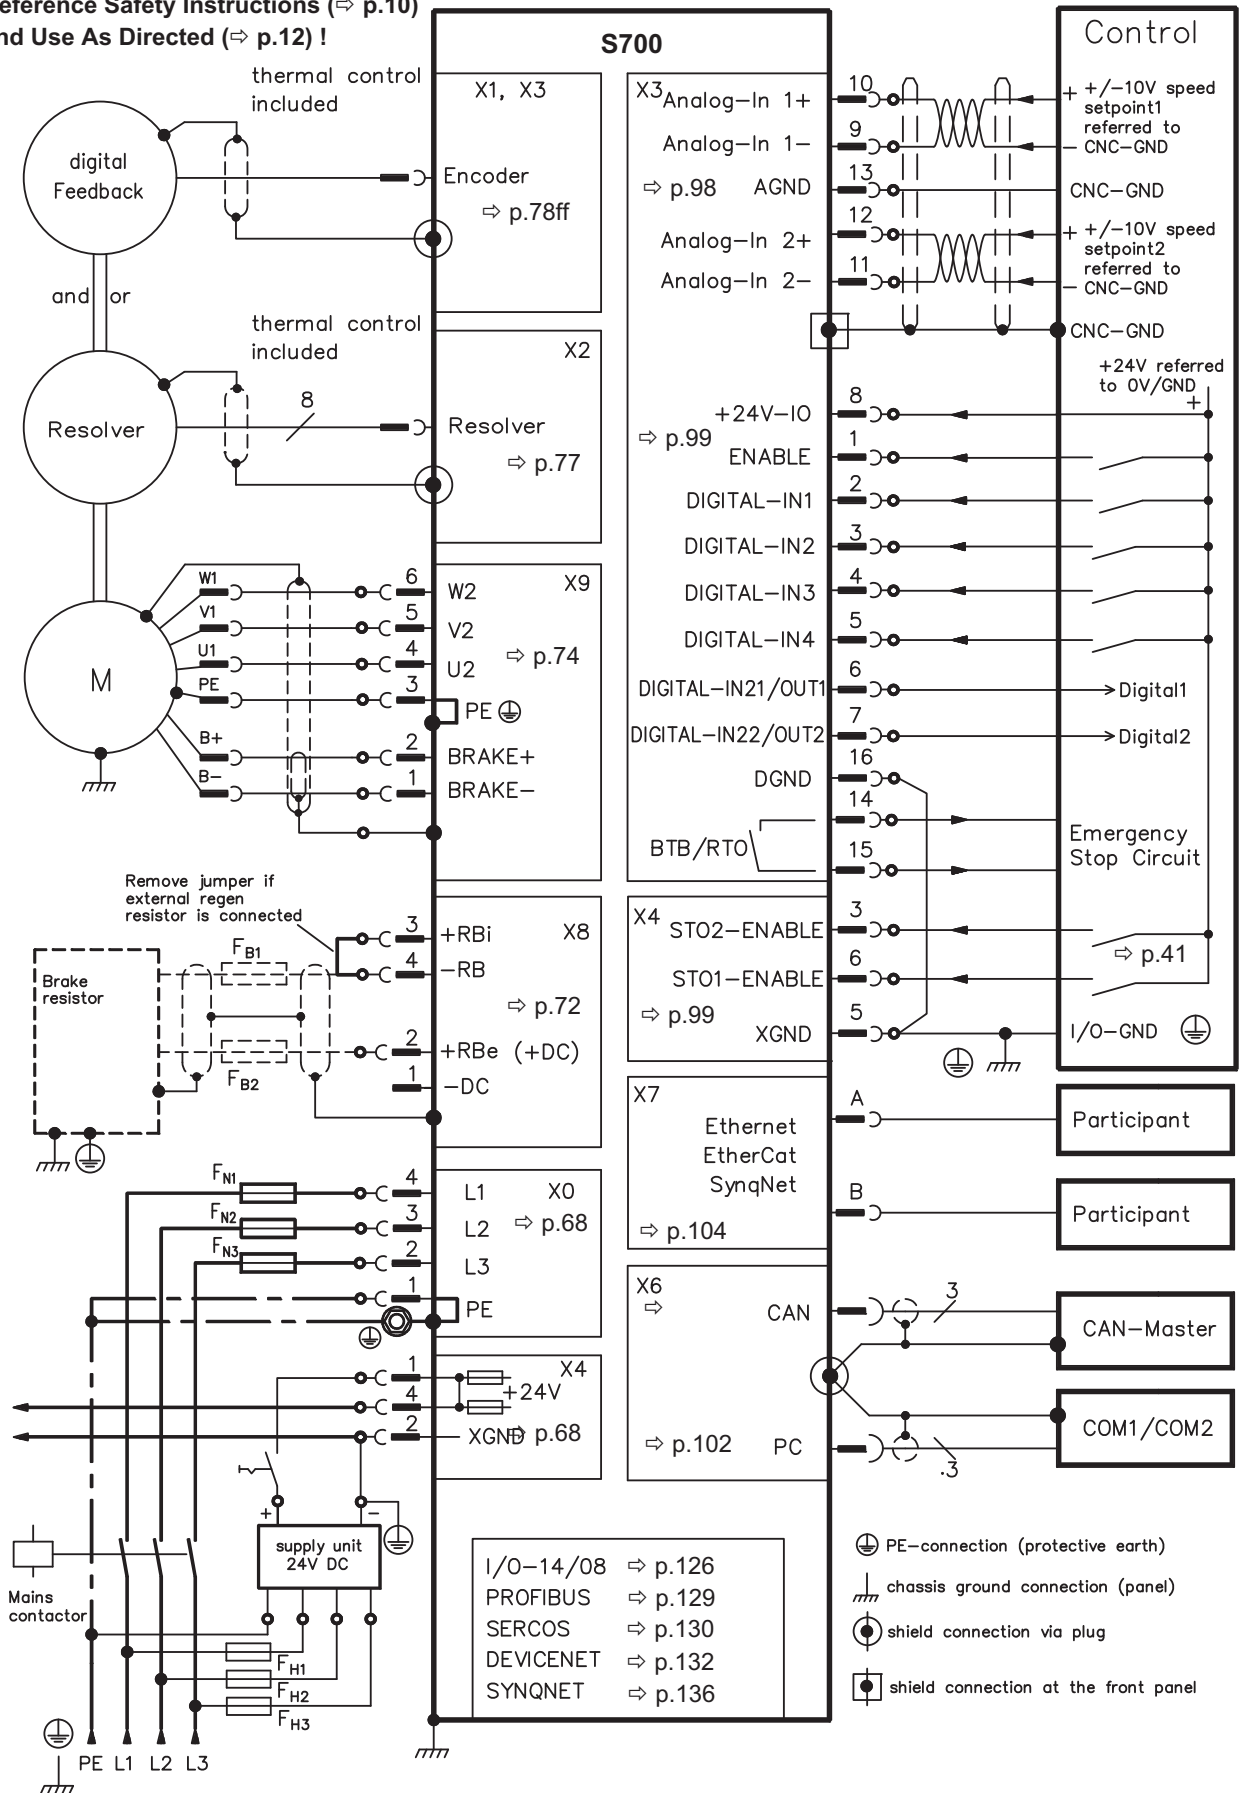 eference Safety Instructions (⇨ p.10)
nd Use As Directed (⇨ p.12) !
S700
Control
thermal control
included
digital
Feedback
X1, X3
Encoder
⇨ p.78ff
and or
thermal control
included
Resolver
8
X2
Resolver
⇨ p.77
M
W1
V1
U1
PE
B+
B-
6
5
4
3
2
1
X9
W2
V2
U2
⇨ p.74
PE
BRAKE+
BRAKE-
Remove jumper if
external regen
resistor is connected
Brake
resistor
FB1
FB2
3
4
2
1
X8
+RBi
-RB
⇨ p.72
+RBe (+DC)
-DC
FN1
FN2
FN3
4
3
2
1
X0
L1
L2
L3
⇨ p.68
PE
1
4
2
X4
+24V
XGND
⇨ p.68
+
-
supply unit
24V DC
Mains
contactor
FH1
FH2
FH3
PE L1 L2 L3
X3
Analog-In 1+
Analog-In 1-
⇨ p.98
AGND
Analog-In 2+
Analog-In 2-
10
9
13
12
11
+ +/-10V speed
setpoint1
referred to
- CNC-GND
CNC-GND
+ +/-10V speed
setpoint2
referred to
- CNC-GND
CNC-GND
+24V referred
to 0V/GND
+
+24V-IO
⇨ p.99
ENABLE
DIGITAL-IN1
DIGITAL-IN2
DIGITAL-IN3
DIGITAL-IN4
DIGITAL-IN21/OUT1
DIGITAL-IN22/OUT2
DGND
BTB/RTO
8
1
2
3
4
5
6
7
16
14
15
Digital1
Digital2
Emergency
Stop Circuit
X4
STO2-ENABLE
STO1-ENABLE
⇨ p.99
XGND
3
6
5
⇨ p.41
I/O-GND
X7
Ethernet
EtherCat
SynqNet
⇨ p.104
A
B
Participant
Participant
X6
⇨
CAN
⇨ p.102
PC
3
.3
CAN-Master
COM1/COM2
I/O-14/08 ⇨ p.126
PROFIBUS ⇨ p.129
SERCOS ⇨ p.130
DEVICENET ⇨ p.132
SYNQNET ⇨ p.136
PE-connection (protective earth)
chassis ground connection (panel)
shield connection via plug
shield connection at the front panel